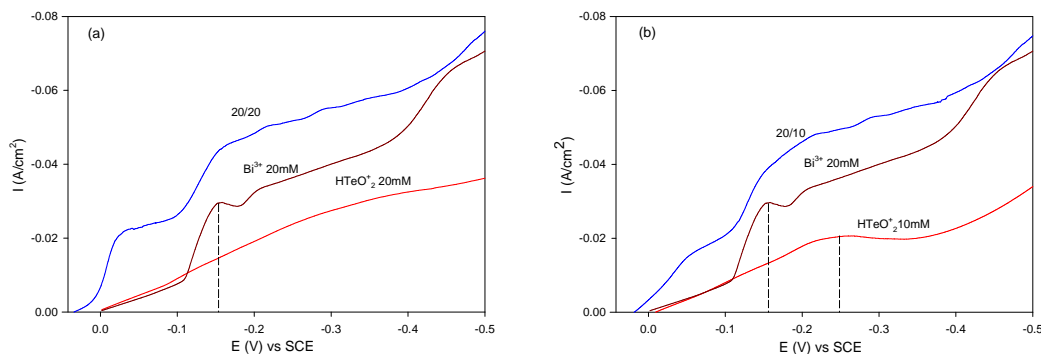 (a)
-0.08
-0.06
-0.04
-0.02
0.00
I (A/cm²)
20/20
Bi³⁺ 20mM
HTeO⁺₂ 20mM
0.0 -0.1 -0.2 -0.3 -0.4 -0.5
E (V) vs SCE
(b)
-0.08
-0.06
-0.04
-0.02
0.00
I (A/cm²)
20/10
Bi³⁺ 20mM
HTeO⁺₂10mM
0.0 -0.1 -0.2 -0.3 -0.4 -0.5
E (V) vs SCE